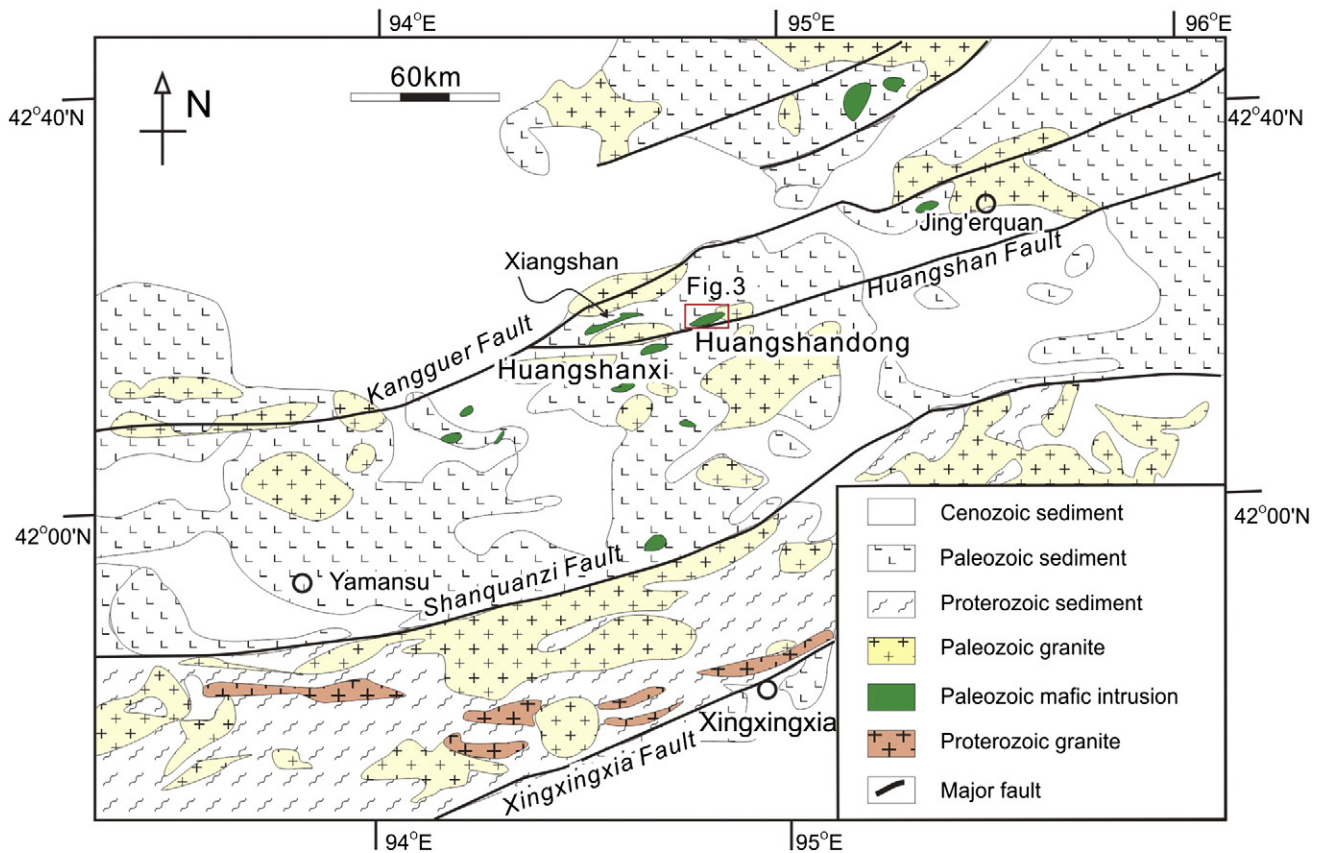 94°E
95°E
96°E
60km
N
42°40'N
42°40'N
Jing'erquan
Xiangshan
Fig.3
Huangshan Fault
Kangguer Fault
Huangshandong
Huangshanxi
42°00'N
42°00'N
Yamansu
Shanquanzi Fault
Xingxingxia
Xingxingxia Fault
Cenozoic sediment
Paleozoic sediment
Proterozoic sediment
Paleozoic granite
Paleozoic mafic intrusion
Proterozoic granite
Major fault
94°E
95°E